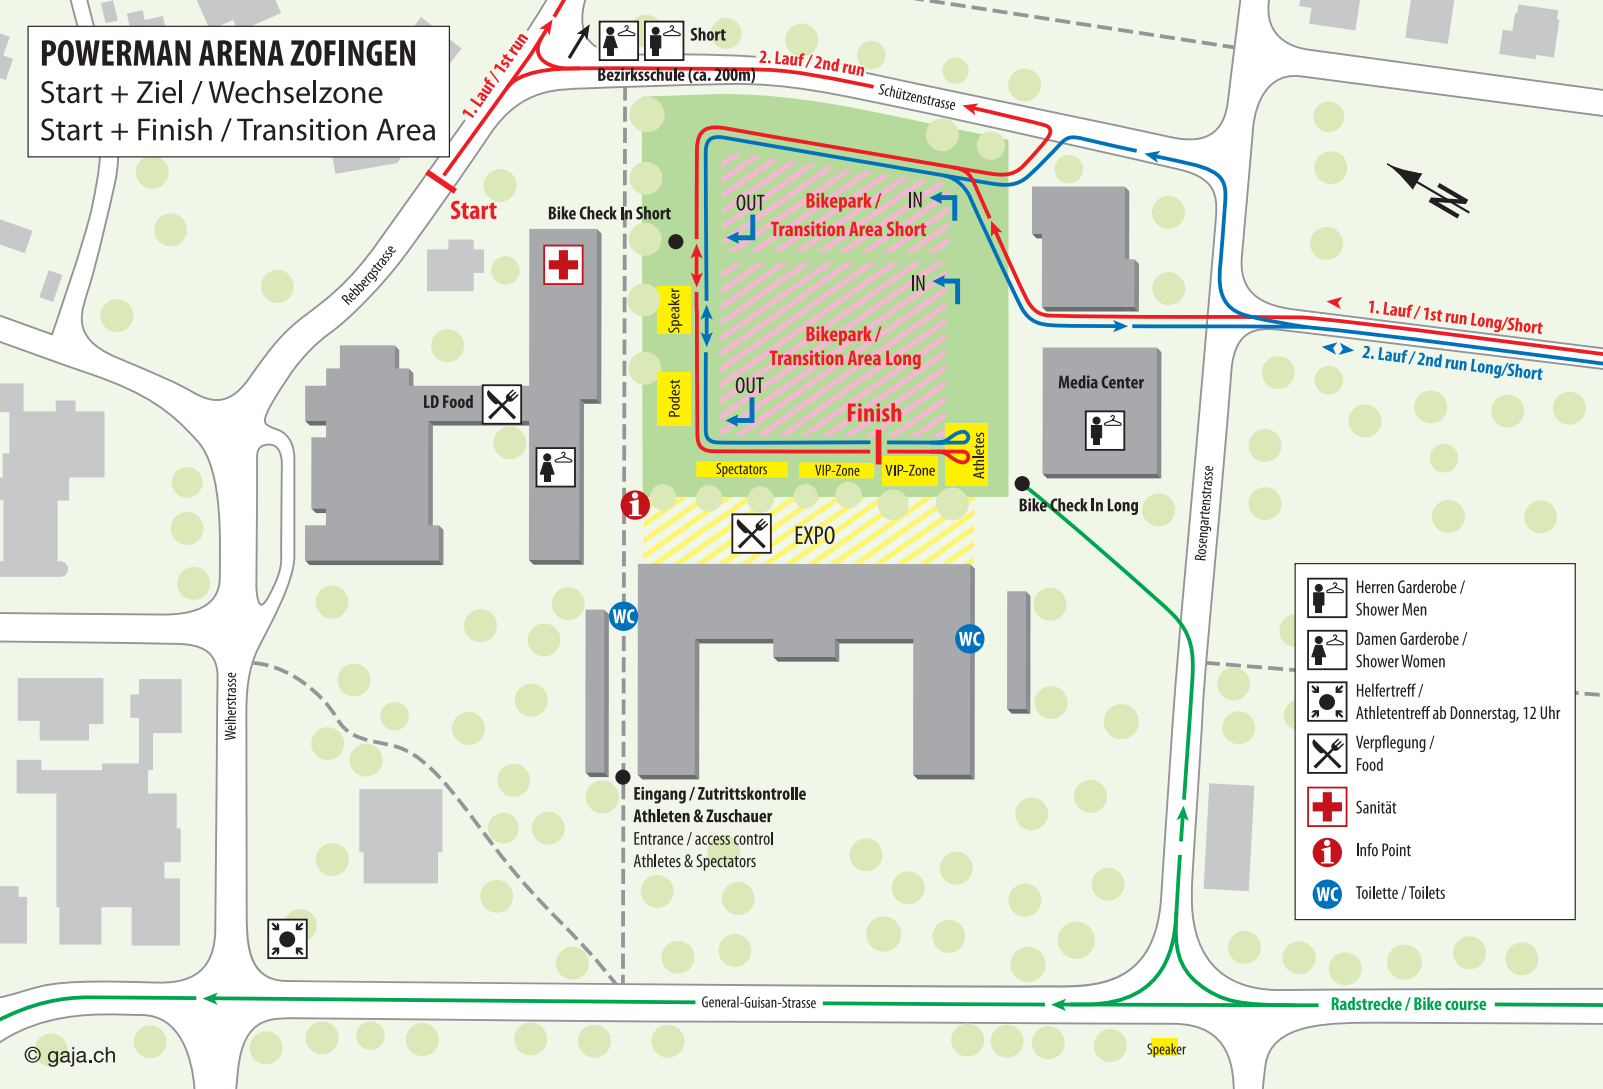 POWERMAN ARENA ZOFINGEN
Start + Ziel / Wechselzone
Start + Finish / Transition Area
1. Lauf / 1st run
Short
Bezirksschule (ca. 200m)
2. Lauf / 2nd run
Schützenstrasse
Start
Rebbergstrasse
Bike Check In Short
OUT
Bikepark /
IN
Transition Area Short
IN
Bikepark /
Transition Area Long
OUT
Finish
Speaker
Podest
Spectators
VIP-Zone
VIP-Zone
Athletes
LD Food
Media Center
Bike Check In Long
N
1. Lauf / 1st run Long/Short
2. Lauf / 2nd run Long/Short
Rosengartenstrasse
i
EXPO
WC
WC
Weiherstrasse
Eingang / Zutrittskontrolle
Athleten & Zuschauer
Entrance / access control
Athletes & Spectators
Herren Garderobe /
Shower Men
Damen Garderobe /
Shower Women
Helfertreff /
Athletentreff ab Donnerstag, 12 Uhr
Verpflegung /
Food
Sanität
i Info Point
WC Toilette / Toilets
General-Guisan-Strasse
Radstrecke / Bike course
Speaker
© gaja.ch